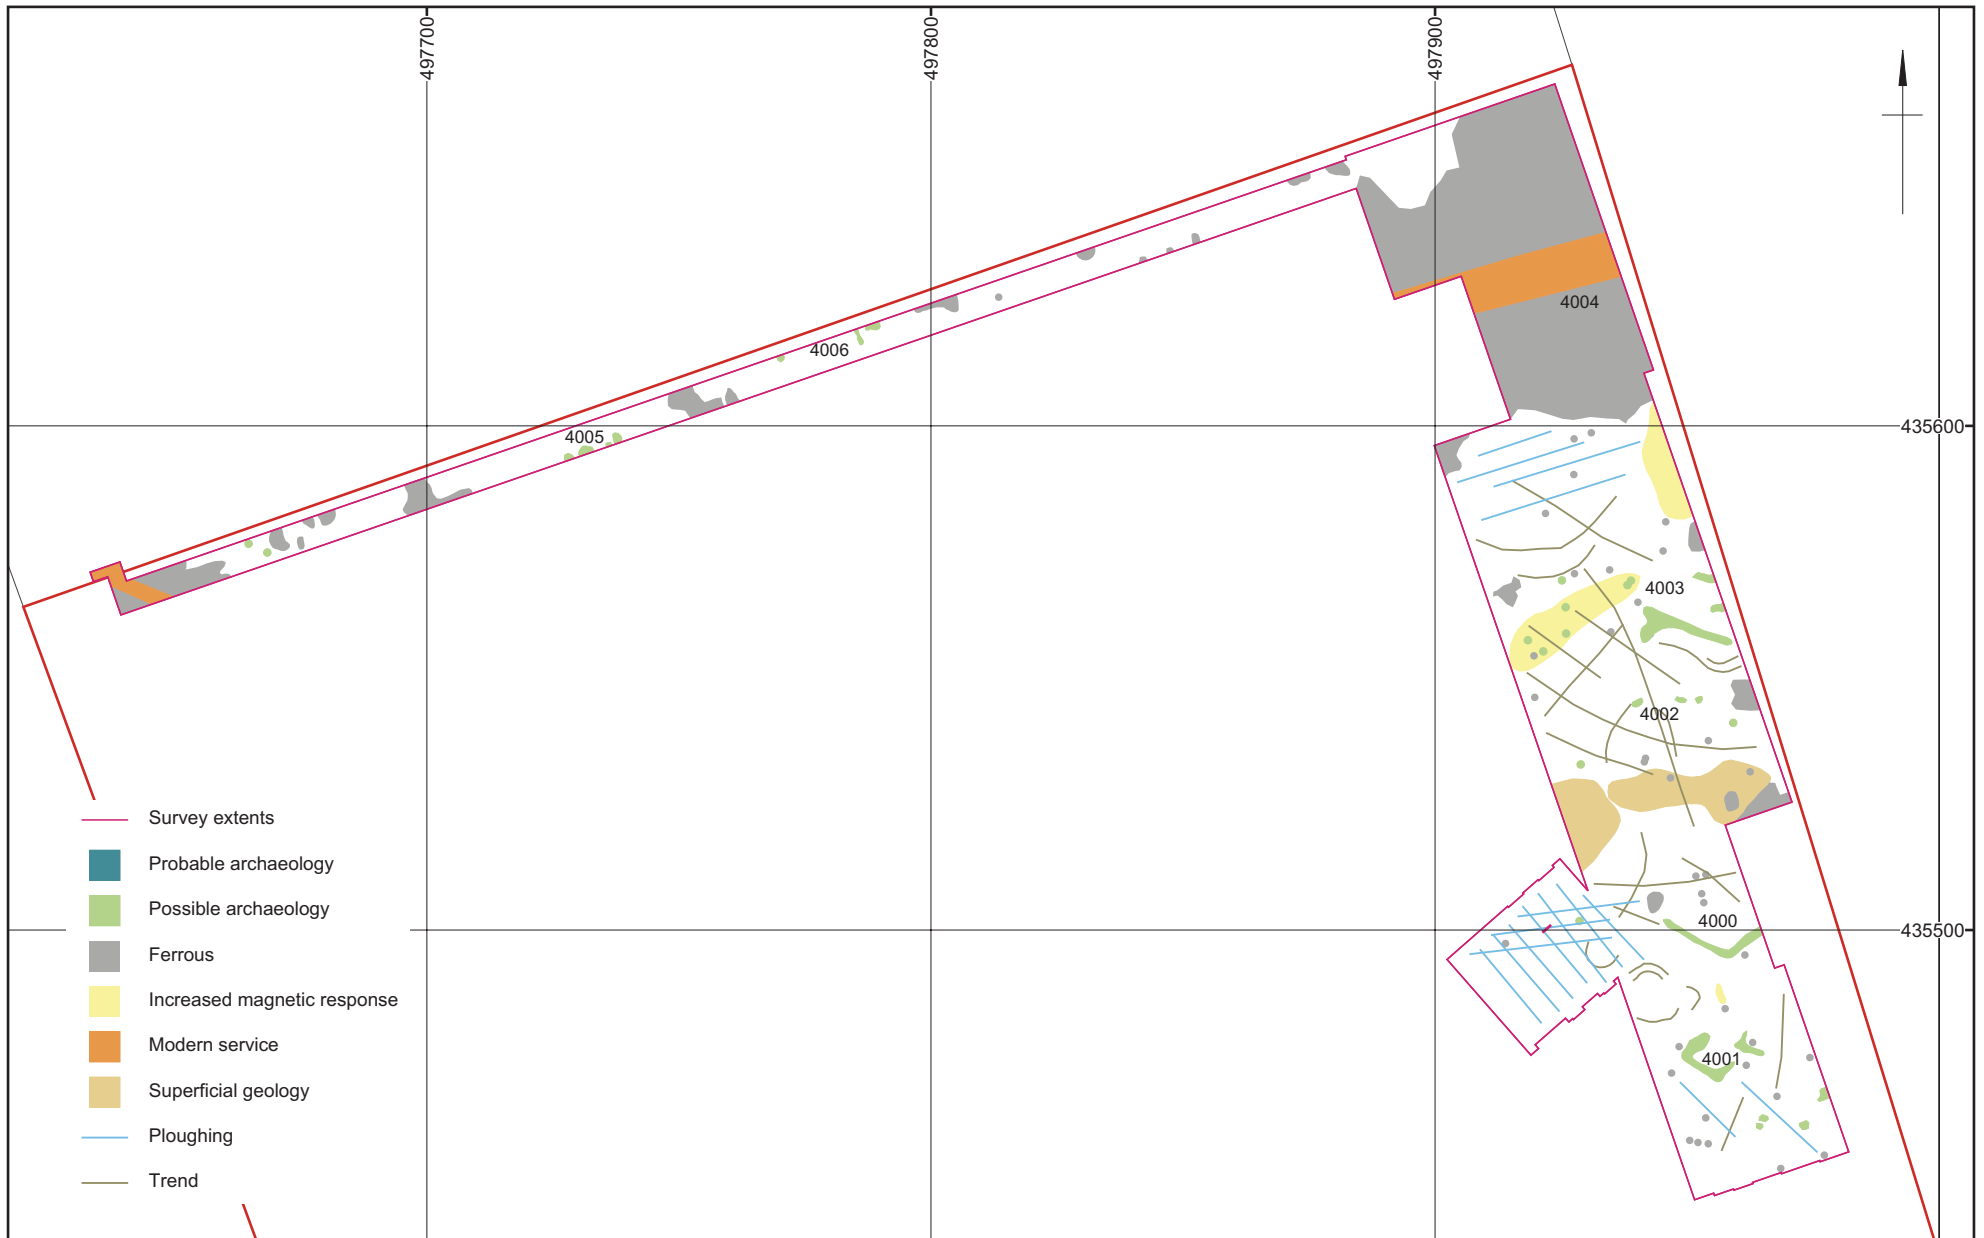 497700
497800
497900
4004
4006
435600
4005
4003
4002
Survey extents
Probable archaeology
Possible archaeology
4000
435500
Ferrous
Increased magnetic response
Modern service
4001
Superficial geology
Ploughing
Trend